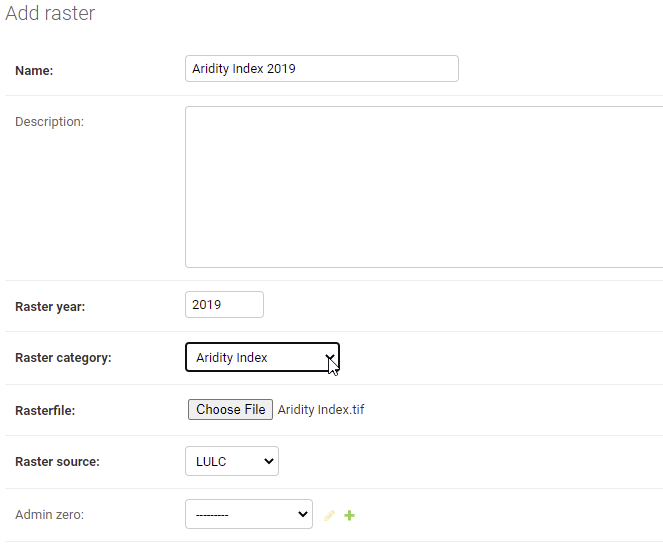 Add raster
Name: Aridity Index 2019
Description:
Raster year: 2019
Raster category: Aridity Index
Rasterfile: Choose File Aridity Index.tif
Raster source: LULC
Admin zero: ---------